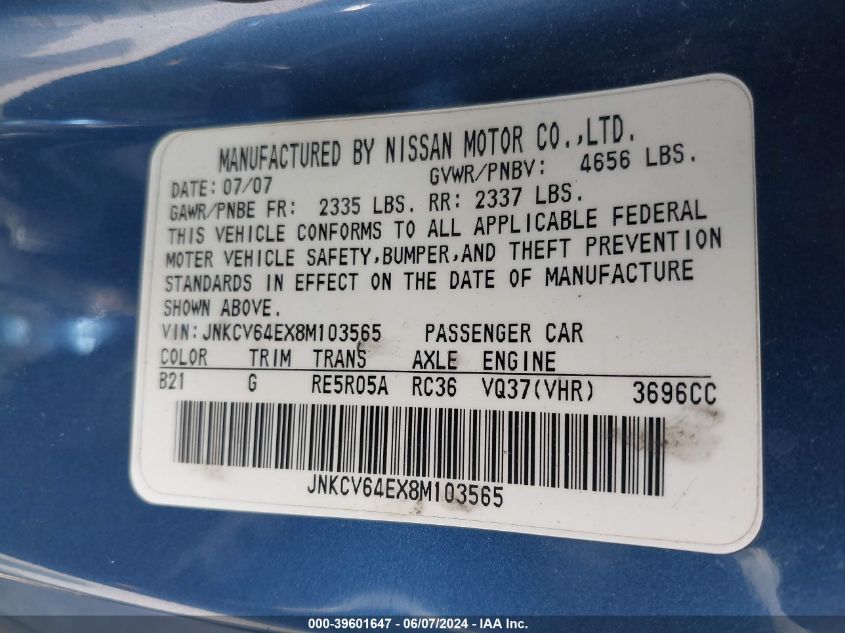 MANUFACTURED BY NISSAN MOTOR CO.,LTD.
DATE: 07/07 GVWR/PNBV: 4656 LBS.
GAWR/PNBE FR: 2335 LBS. RR: 2337 LBS.
THIS VEHICLE CONFORMS TO ALL APPLICABLE FEDERAL
MOTER VEHICLE SAFETY,BUMPER,AND THEFT PREVENTION
STANDARDS IN EFFECT ON THE DATE OF MANUFACTURE
SHOWN ABOVE.
VIN:JNKCV64EX8M103565 PASSENGER CAR
COLOR TRIM TRANS AXLE ENGINE
B21 G RE5R05A RC36 VQ37(VHR) 3696CC
JNKCV64EX8M103565
000-39601647 - 06/07/2024 - IAA Inc.